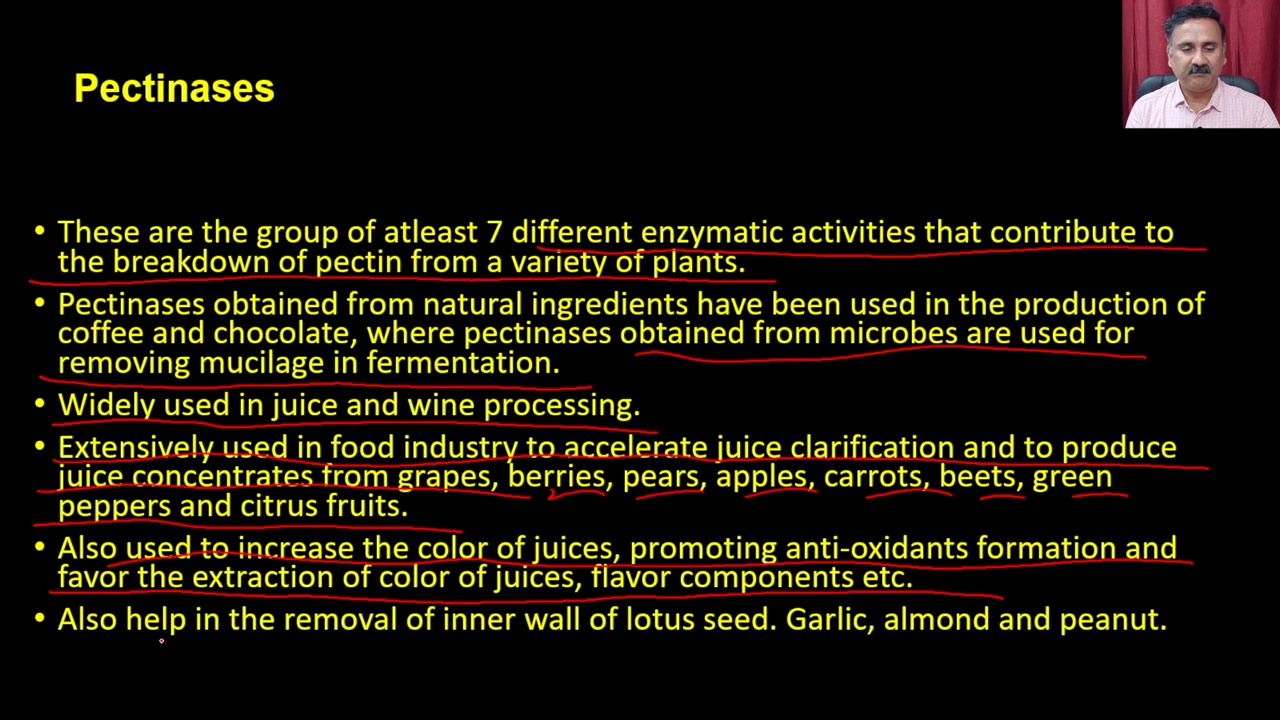 Pectinases
• These are the group of atleast 7 different enzymatic activities that contribute to
the breakdown of pectin from a variety of plants.
• Pectinases obtained from natural ingredients have been used in the production of
coffee and chocolate, where pectinases obtained from microbes are used for
removing mucilage in fermentation.
• Widely used in juice and wine processing.
• Extensively used in food industry to accelerate juice clarification and to produce
juice concentrates from grapes, berries, pears, apples, carrots, beets, green
peppers and citrus fruits.
• Also used to increase the color of juices, promoting anti-oxidants formation and
favor the extraction of color of juices, flavor components etc.
• Also help in the removal of inner wall of lotus seed. Garlic, almond and peanut.